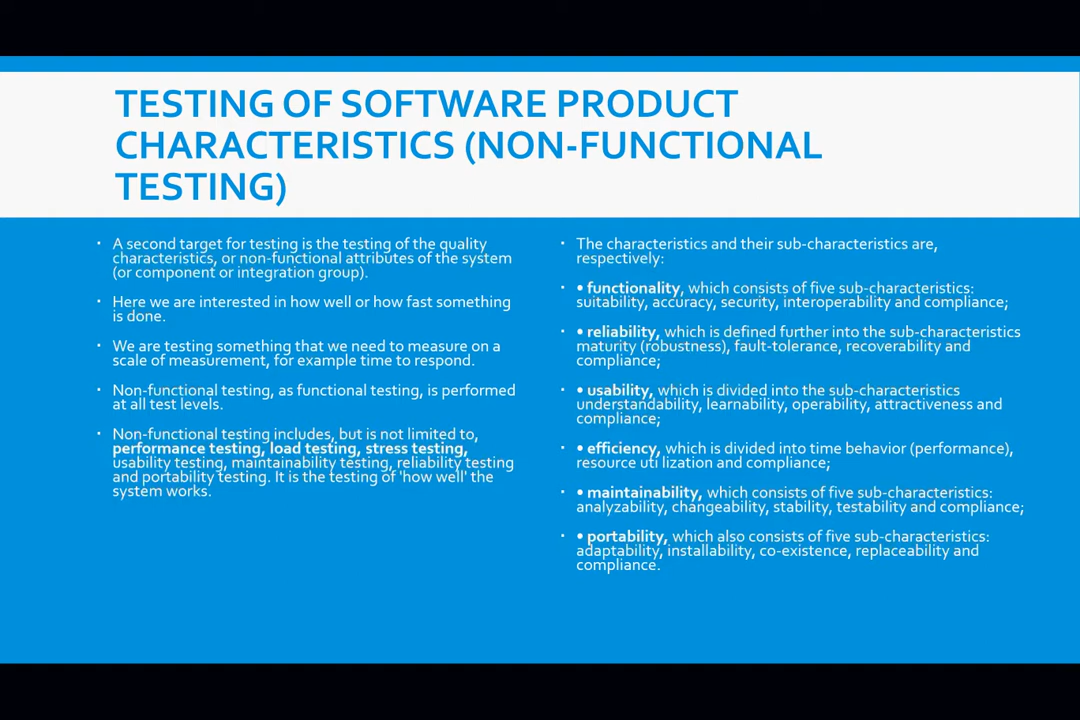 TESTING OF SOFTWARE PRODUCT
CHARACTERISTICS (NON-FUNCTIONAL
TESTING)
▪ A second target for testing is the testing of the quality
characteristics, or non-functional attributes of the system
(or component or integration group).
▪ Here we are interested in how well or how fast something
is done.
▪ We are testing something that we need to measure on a
scale of measurement, for example time to respond.
▪ Non-functional testing, as functional testing, is performed
at all test levels.
▪ Non-functional testing includes, but is not limited to,
performance testing, load testing, stress testing,
usability testing, maintainability testing, reliability testing
and portability testing. It is the testing of 'how well' the
system works.
▪ The characteristics and their sub-characteristics are,
respectively:
▪ • functionality, which consists of five sub-characteristics:
suitability, accuracy, security, interoperability and compliance;
▪ • reliability, which is defined further into the sub-characteristics
maturity (robustness), fault-tolerance, recoverability and
compliance;
▪ • usability, which is divided into the sub-characteristics
understandability, learnability, operability, attractiveness and
compliance;
▪ • efficiency, which is divided into time behavior (performance),
resource uti lization and compliance;
▪ • maintainability, which consists of five sub-characteristics:
analyzability, changeability, stability, testability and compliance;
▪ • portability, which also consists of five sub-characteristics:
adaptability, installability, co-existence, replaceability and
compliance.